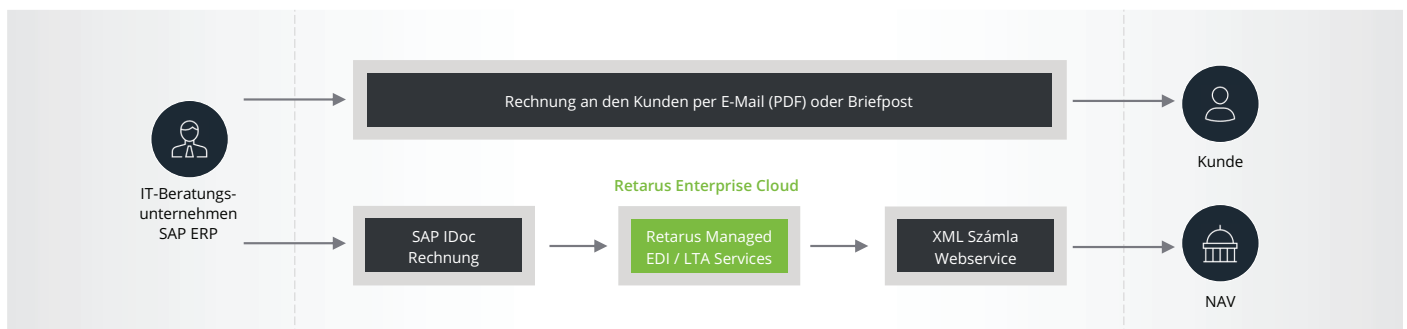 Rechnung an den Kunden per E-Mail (PDF) oder Briefpost
Kunde
IT-Beratungs-
unternehmen
SAP ERP
Retarus Enterprise Cloud
SAP IDoc
Rechnung
Retarus Managed
EDI / LTA Services
XML Számla
Webservice
NAV